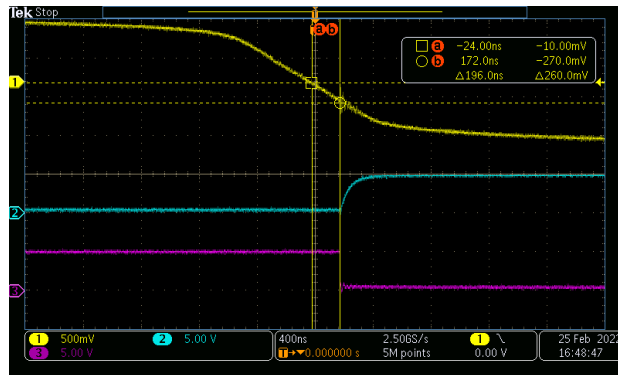 Tek Stop
T
a b
a −24.00ns −10.00mV
b 172.0ns −270.0mV
△196.0ns △260.0mV
1
2
3
1 500mV 2 5.00 V
3 5.00 V
400ns 2.50GS/s 1 \ 
T→▼0.000000 s 5M points 0.00 V
25 Feb 2022
16:48:47